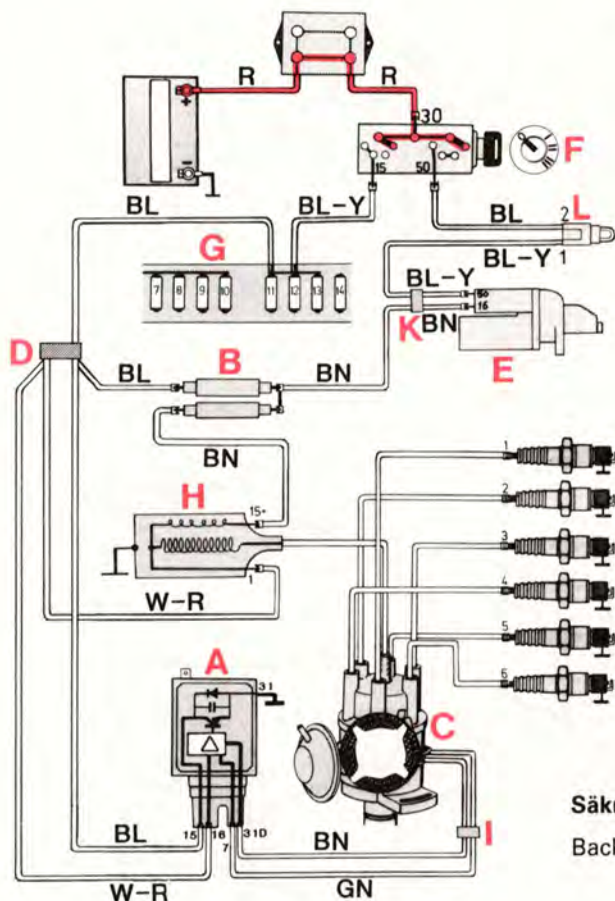 R R
30
F
15 50
BL BL-Y BL L 2
G BL-Y 1
7 8 9 10 11 12 13 14
BL-Y 50
K BN 16
D B E
BL BN
BN
H 15+
1
1
2
3
4
5
6
W-R
A
31
C
15 16 7 31D
BL BN I
W-R GN
Säkr
Bach